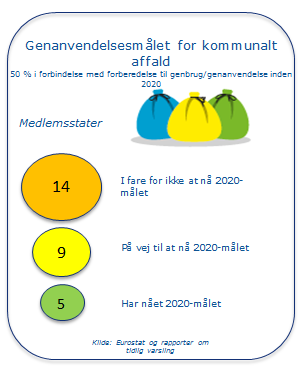 Genanvendelsesmålet for kommunalt
affald
50 % i forbindelse med forberedelse til genbrug/genanvendelse inden
2020
Medlemsstater
14
I fare for ikke at nå 2020-
målet
9
På vej til at nå 2020-målet
5
Har nået 2020-målet
Kilde: Eurostat og rapporter om
tidlig varsling